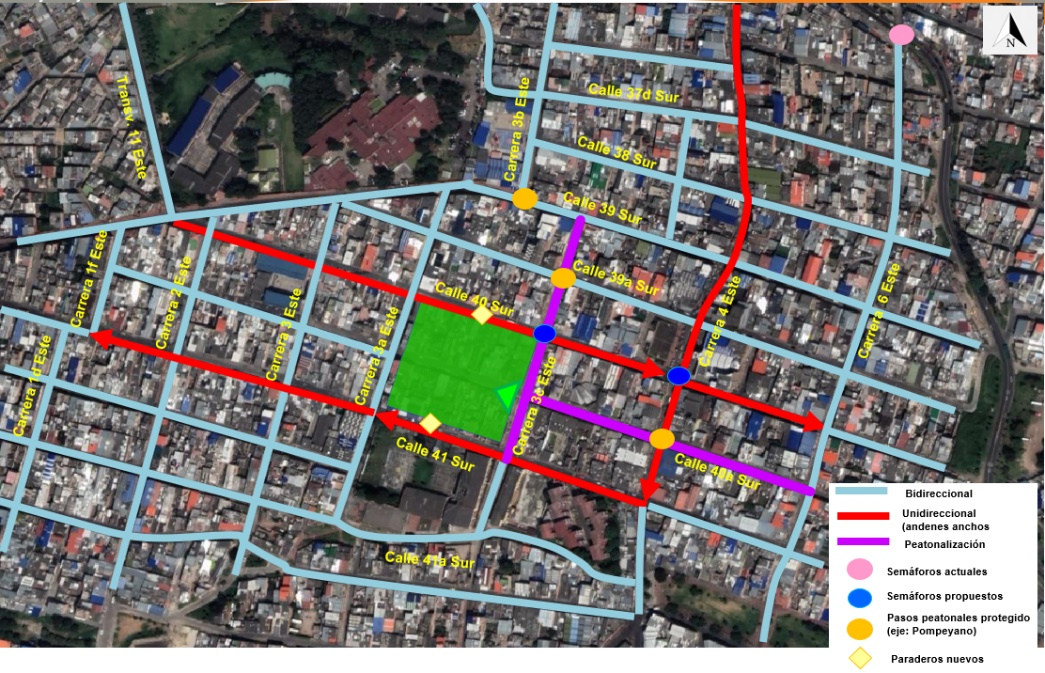 N
Transv. 11 Este
Carrera 3b Este
Calle 37d Sur
Calle 38 Sur
Calle 39 Sur
Calle 39a Sur
Carrera 1f Este
Carrera 2 Este
Carrera 3 Este
Carrera 3a Este
Calle 40 Sur
Carrera 4 Este
Carrera 6 Este
Carrera 1d Este
Carrera 3c Este
Calle 41 Sur
Calle 40a Sur
Calle 41a Sur
Bidireccional
Unidireccional
(andenes anchos
Peatonalización
Semáforos actuales
Semáforos propuestos
Pasos peatonales protegido
(eje: Pompeyano)
Paraderos nuevos